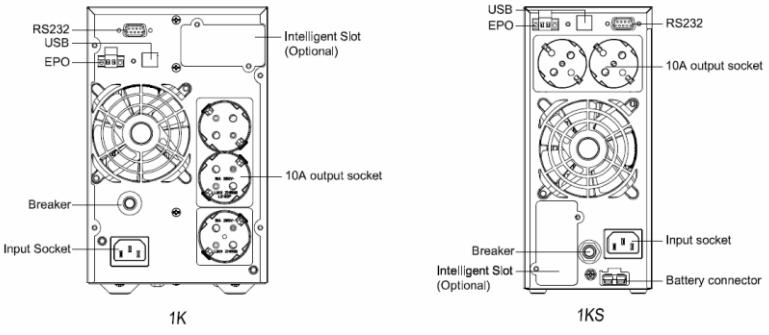 RS232
USB
EPO
Intelligent Slot
(Optional)
10A output socket
Breaker
Input Socket
1K
USB
EPO
RS232
10A output socket
Breaker
Intelligent Slot
(Optional)
Input socket
Battery connector
1KS